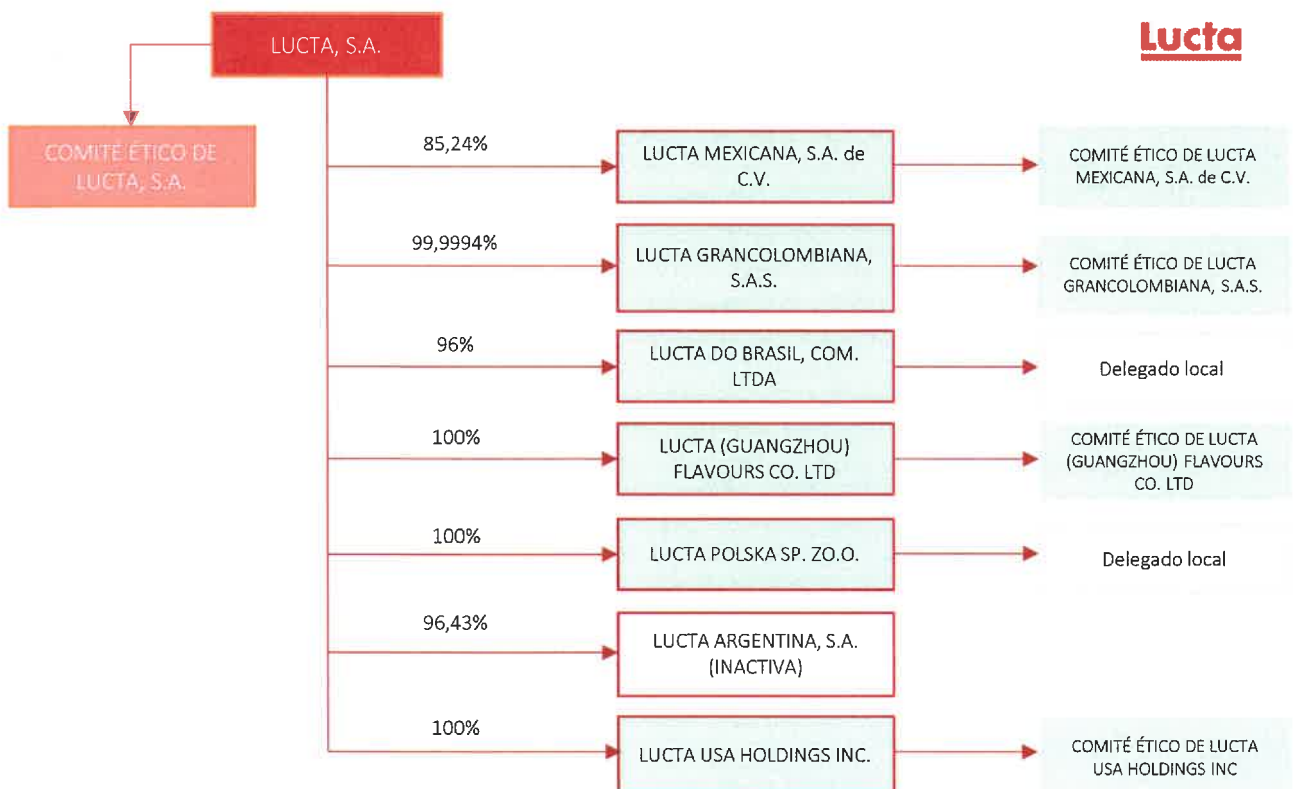 LUCTA, S.A.
Lucta
COMITÉ ÉTICO DE
LUCTA, S.A.
85,24%
LUCTA MEXICANA, S.A. de
C.V.
COMITÉ ÉTICO DE LUCTA
MEXICANA, S.A. de C.V.
99,9994%
LUCTA GRANCOLOMBIANA,
S.A.S.
COMITÉ ÉTICO DE LUCTA
GRANCOLOMBIANA, S.A.S.
96%
LUCTA DO BRASIL, COM.
LTDA
Delegado local
100%
LUCTA (GUANGZHOU)
FLAVOURS CO. LTD
COMITÉ ÉTICO DE LUCTA
(GUANGZHOU) FLAVOURS
CO. LTD
100%
LUCTA POLSKA SP. ZO.O.
Delegado local
96,43%
LUCTA ARGENTINA, S.A.
(INACTIVA)
100%
LUCTA USA HOLDINGS INC.
COMITÉ ÉTICO DE LUCTA
USA HOLDINGS INC